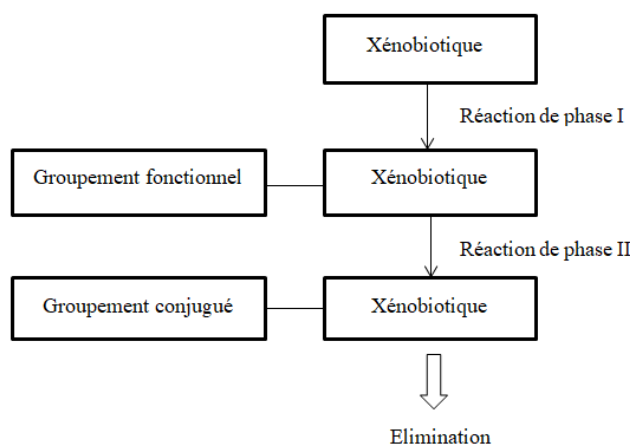 Xénobiotique
Réaction de phase I
Groupement fonctionnel
Xénobiotique
Réaction de phase II
Groupement conjugué
Xénobiotique
Elimination